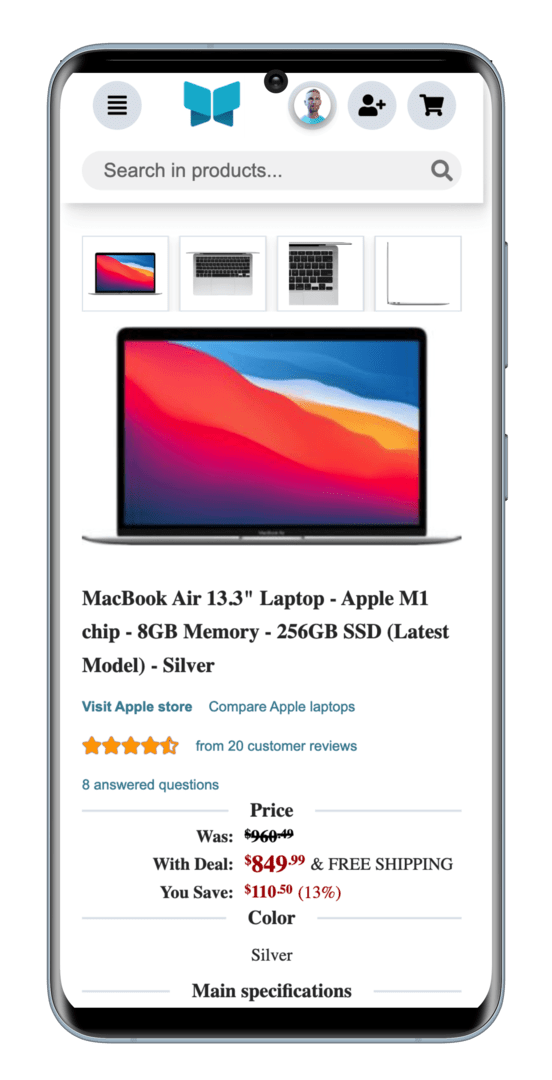 Search in products...
MacBook Air 13.3" Laptop - Apple M1
chip - 8GB Memory - 256GB SSD (Latest
Model) - Silver
Visit Apple store Compare Apple laptops
from 20 customer reviews
8 answered questions
Price
Was: $960.49
With Deal: $849.99 & FREE SHIPPING
You Save: $110.50 (13%)
Color
Silver
Main specifications